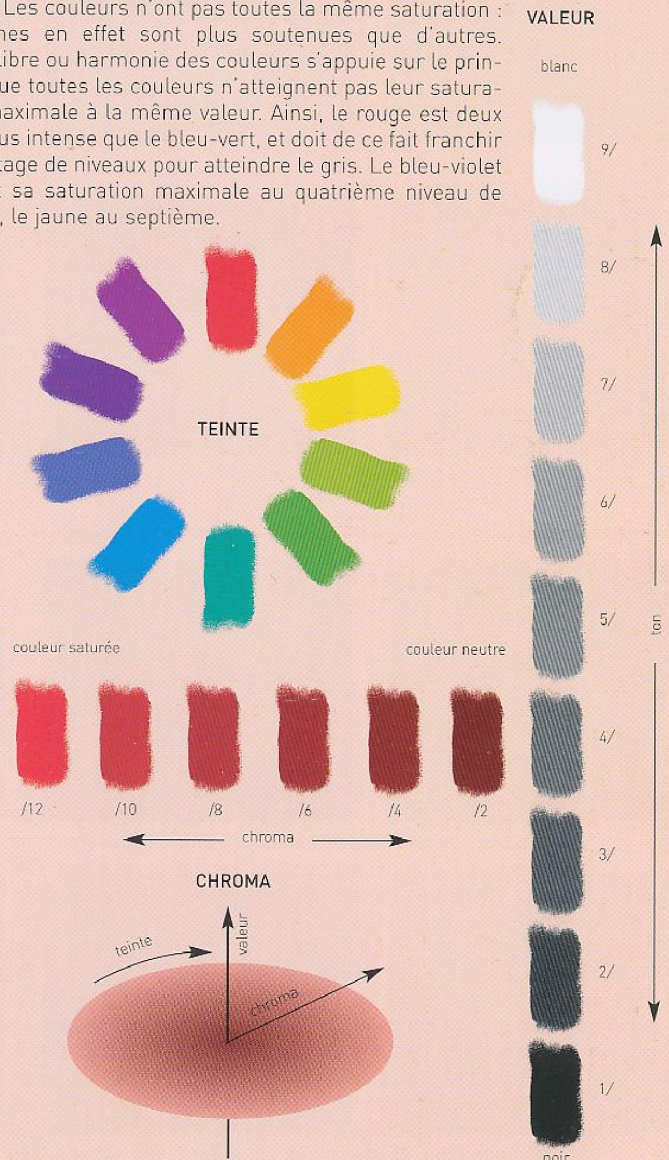 Les couleurs n'ont pas toutes la même saturation :
nes en effet sont plus soutenues que d'autres.
libre ou harmonie des couleurs s'appuie sur le prin-
ue toutes les couleurs n'atteignent pas leur satura-
maximale à la même valeur. Ainsi, le rouge est deux
us intense que le bleu-vert, et doit de ce fait franchir
tage de niveaux pour atteindre le gris. Le bleu-violet
t sa saturation maximale au quatrième niveau de
, le jaune au septième.
VALEUR
blanc
9/
8/
7/
6/
5/
4/
3/
2/
1/
noir
ton
TEINTE
couleur saturée
couleur neutre
/12
/10
/8
/6
/4
/2
chroma
CHROMA
teinte
valeur
chroma